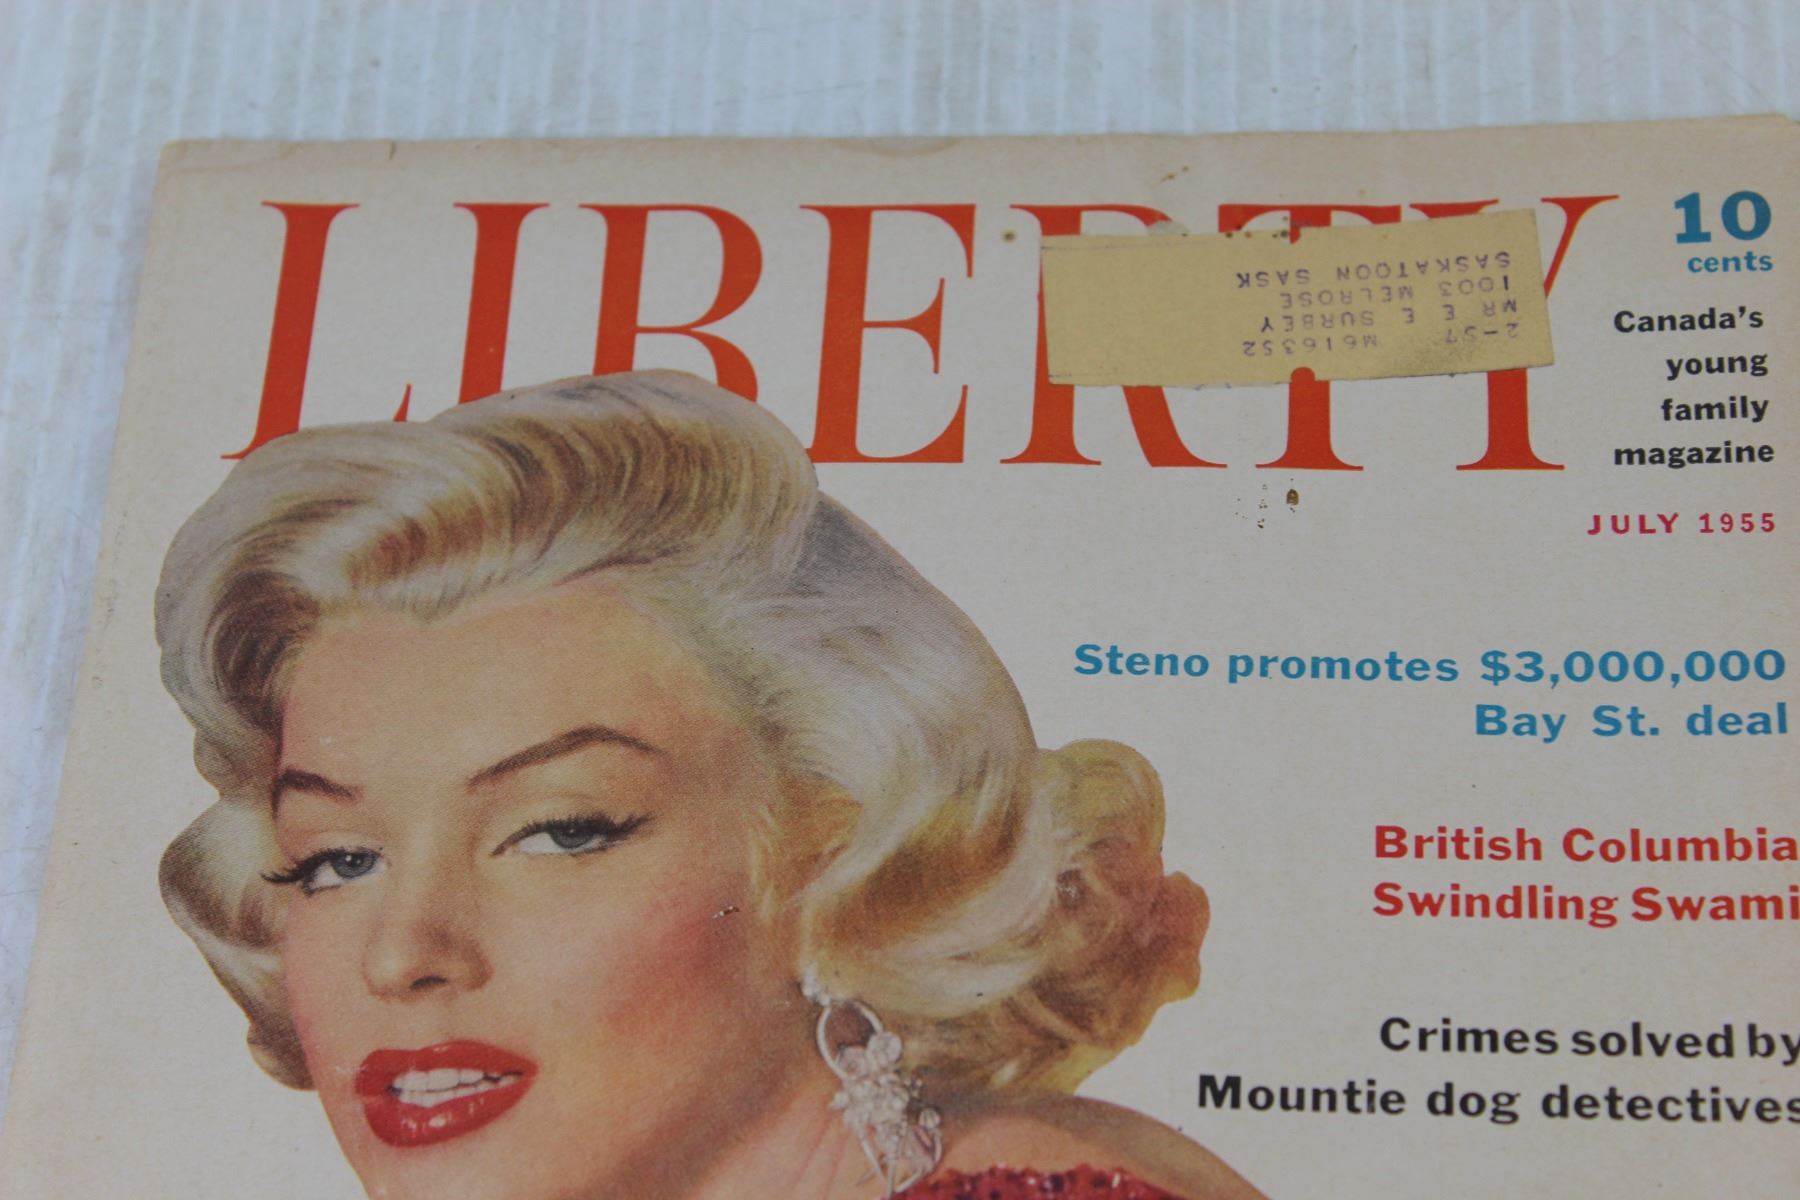 LIBERTY
2-57 M616352
MR E E SURBEY
1003 MELROSE
SASKATOON SASK
10
cents
Canada's
young
family
magazine
JULY 1955
Steno promotes $3,000,000
Bay St. deal
British Columbia
Swindling Swami
Crimes solved by
Mountie dog detectives